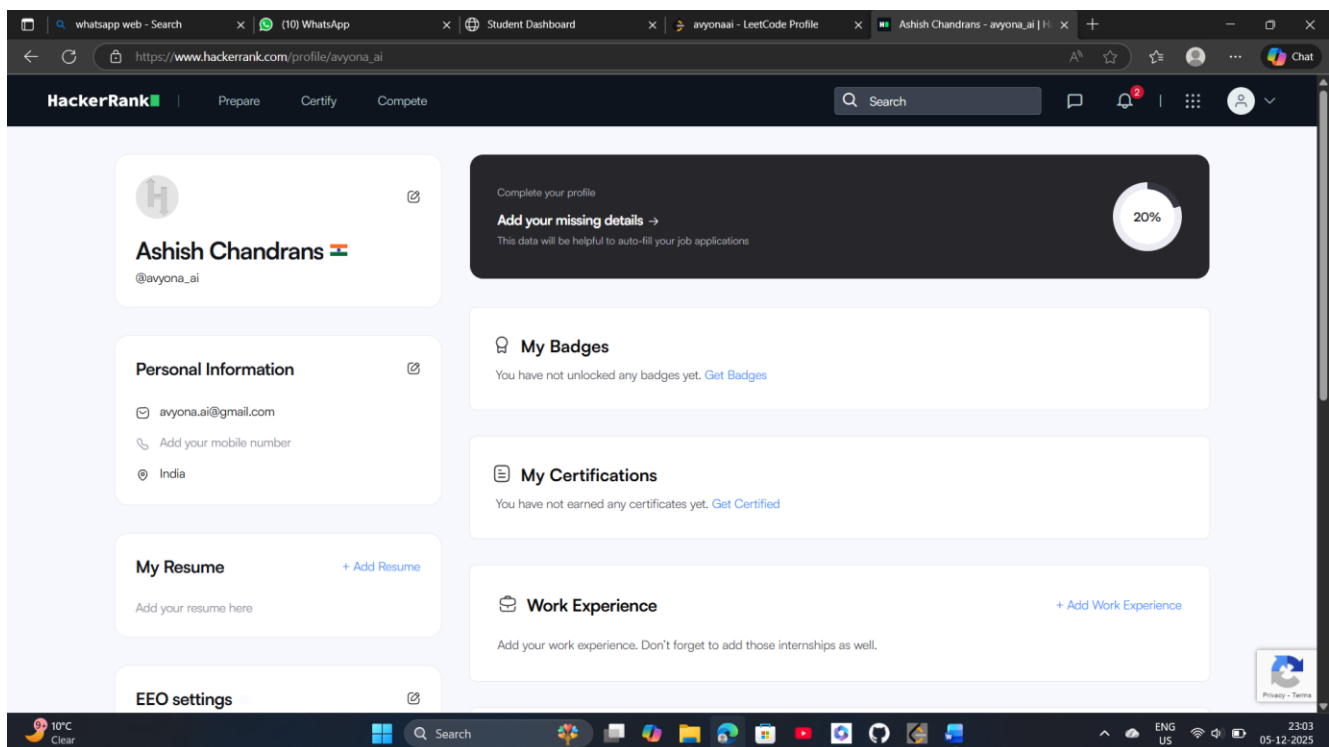 whatsapp web - Search
(10) WhatsApp
Student Dashboard
avyonaai - LeetCode Profile
Ashish Chandrans - avyona_ai | H
https://www.hackerrank.com/profile/avyona_ai
Chat
HackerRank
Prepare
Certify
Compete
Search
2
Ashish Chandrans
@avyona_ai
Complete your profile
Add your missing details →
This data will be helpful to auto-fill your job applications
20%
Personal Information
avyona.ai@gmail.com
Add your mobile number
India
My Badges
You have not unlocked any badges yet. Get Badges
My Certifications
You have not earned any certificates yet. Get Certified
My Resume
+ Add Resume
Add your resume here
Work Experience
+ Add Work Experience
Add your work experience. Don't forget to add those internships as well.
EEO settings
Privacy - Terms
9+
10°C
Clear
Search
ENG
US
23:03
05-12-2025